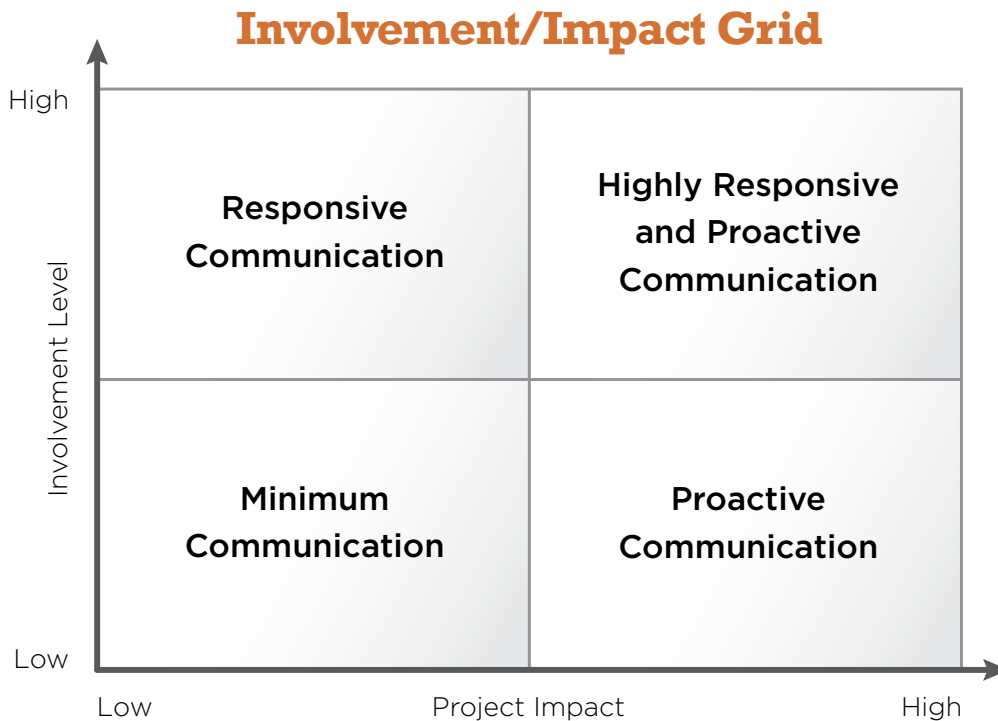 Involvement/Impact Grid
High
Responsive
Communication
Highly Responsive
and Proactive
Communication
Involvement Level
Minimum
Communication
Proactive
Communication
Low
Low
Project Impact
High